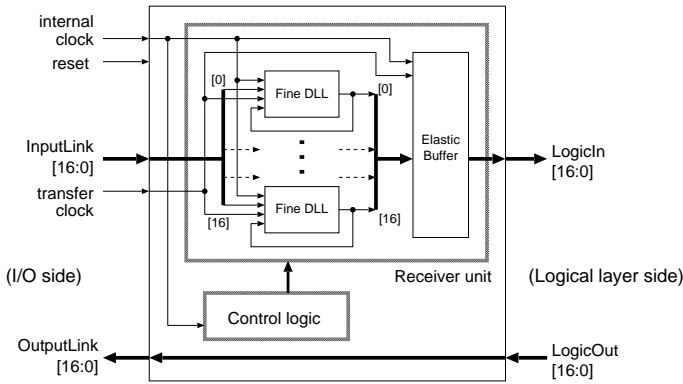 internal
clock
reset
[0]
Fine DLL
[0]
Elastic
Buffer
InputLink
[16:0]
LogicIn
[16:0]
transfer
clock
[16]
Fine DLL
[16]
(I/O side)
Receiver unit
(Logical layer side)
Control logic
OutputLink
[16:0]
LogicOut
[16:0]